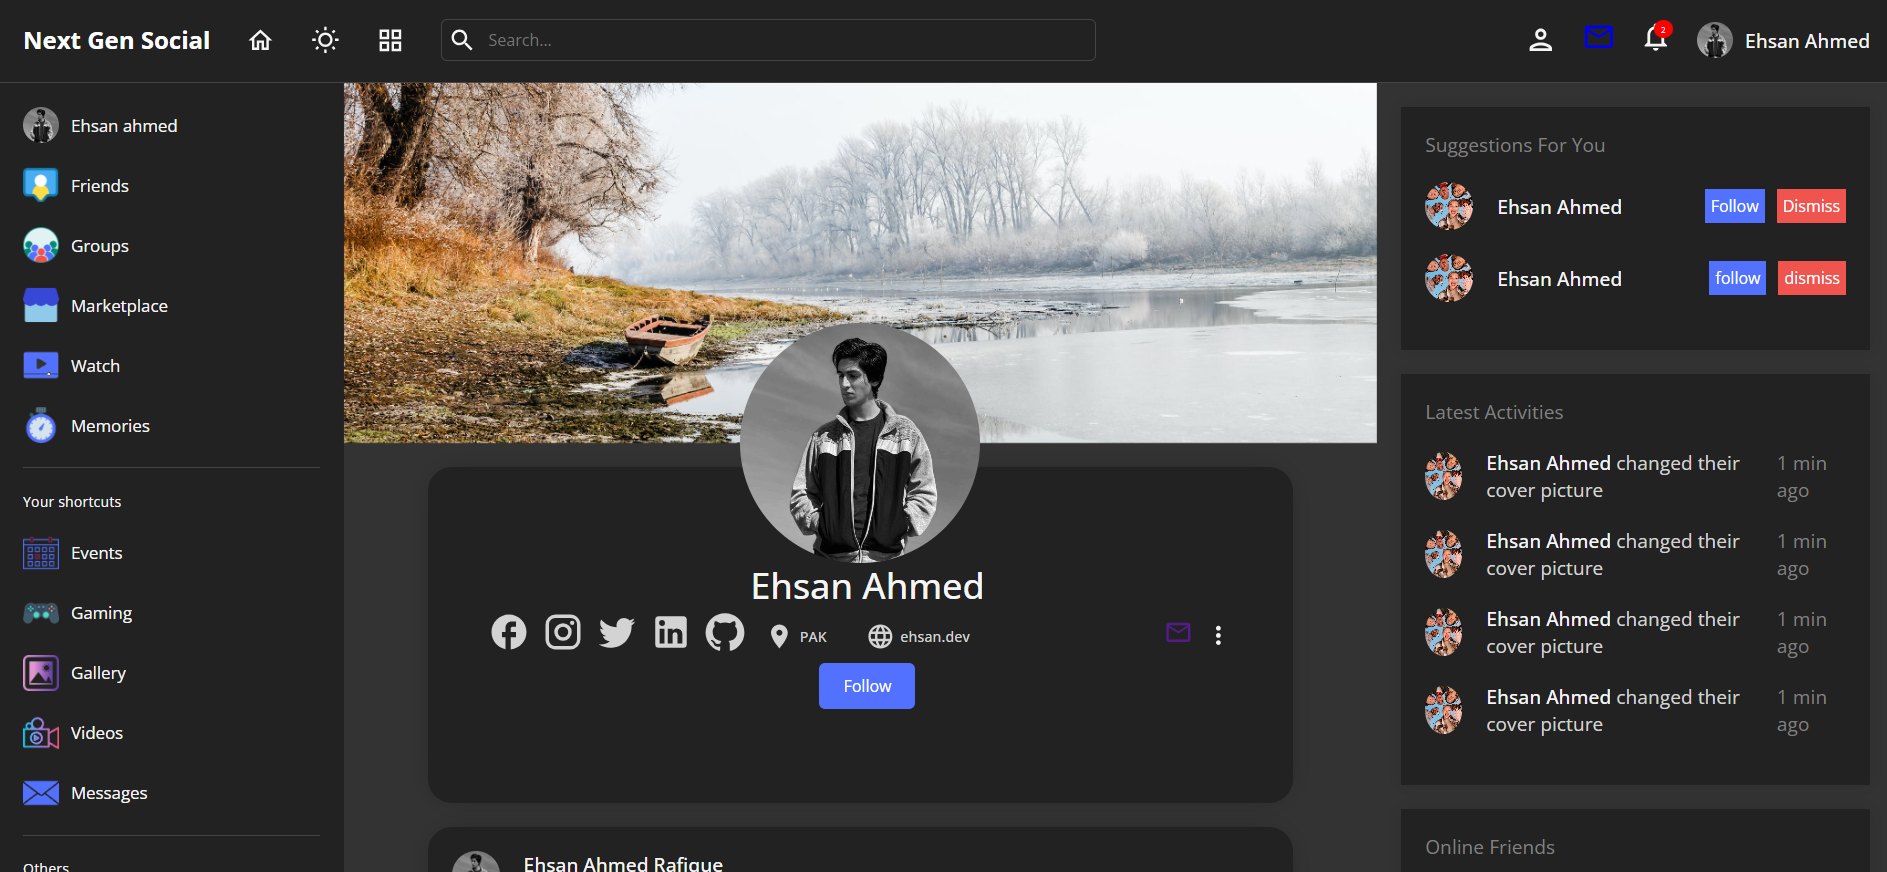 Next Gen Social
Search...
2
Ehsan Ahmed
Ehsan ahmed
Friends
Groups
Marketplace
Watch
Memories
Your shortcuts
Events
Gaming
Gallery
Videos
Messages
Others
Ehsan Ahmed
PAK
ehsan.dev
Follow
Ehsan Ahmed Rafique
Suggestions For You
Ehsan Ahmed
Follow
Dismiss
Ehsan Ahmed
follow
dismiss
Latest Activities
Ehsan Ahmed changed their
cover picture
1 min
ago
Ehsan Ahmed changed their
cover picture
1 min
ago
Ehsan Ahmed changed their
cover picture
1 min
ago
Ehsan Ahmed changed their
cover picture
1 min
ago
Online Friends